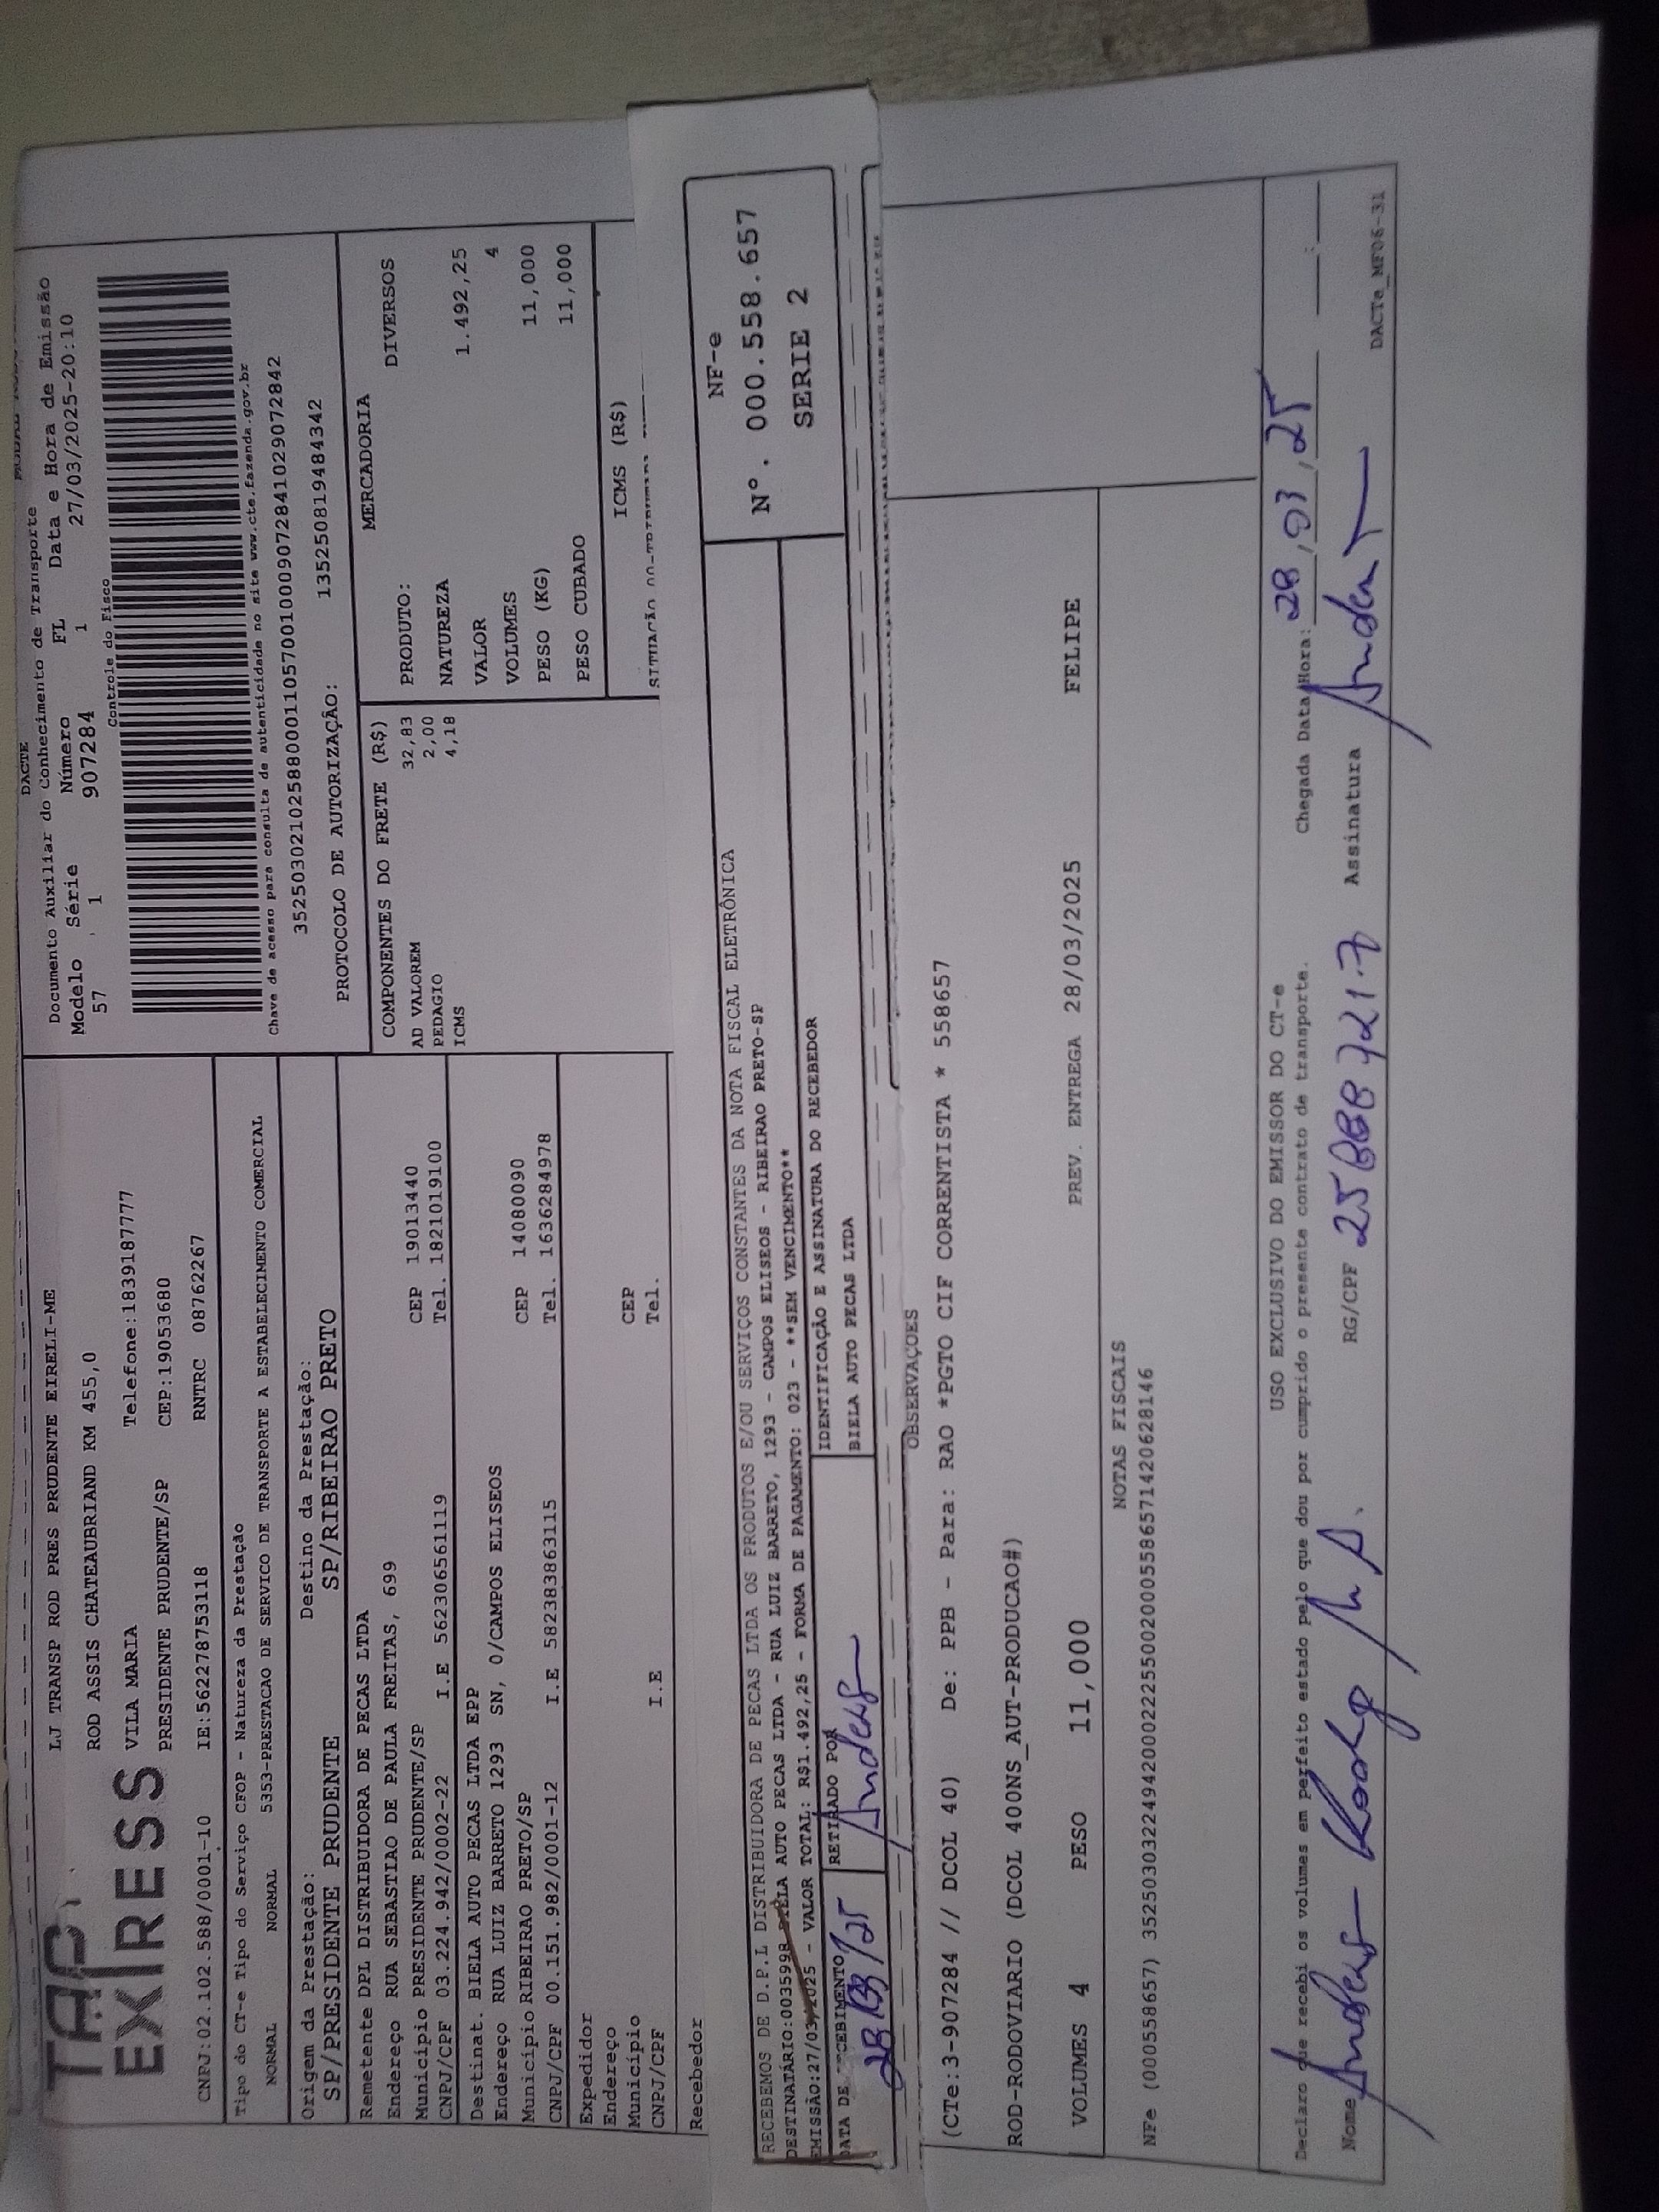 TAP
EXPRESS
LJ TRANSP ROD PRES PRUDENTE EIRELI-ME
ROD ASSIS CHATEAUBRIAND KM 455,0
VILA MARIA Telefone:1839187777
PRESIDENTE PRUDENTE/SP CEP:19053680
CNPJ:02.102.588/0001-10 IE:562278753118 RNTRC 08762267
DACTE
Documento Auxiliar do Conhecimento de Transporte
Modelo Série Número FL Data e Hora de Emissão
57 1 907284 1 27/03/2025-20:10
Controle do Fisco
Chave de acesso para consulta de autenticidade no site www.cte.fazenda.gov.br
35250302102588000110570010009072841029072842
PROTOCOLO DE AUTORIZAÇÃO: 135250819484342
Tipo do CT-e Tipo do Serviço CFOP - Natureza da Prestação
NORMAL NORMAL 5353-PRESTACAO DE SERVICO DE TRANSPORTE A ESTABELECIMENTO COMERCIAL
Origem da Prestação: Destino da Prestação:
SP/PRESIDENTE PRUDENTE SP/RIBEIRAO PRETO
Remetente DPL DISTRIBUIDORA DE PECAS LTDA
Endereço RUA SEBASTIAO DE PAULA FREITAS, 699
Município PRESIDENTE PRUDENTE/SP CEP 19013440
CNPJ/CPF 03.224.942/0002-22 I.E 562306561119 Tel. 1821019100
Destinat. BIELA AUTO PECAS LTDA EPP
Endereço RUA LUIZ BARRETO 1293 SN, 0/CAMPOS ELISEOS
Município RIBEIRAO PRETO/SP CEP 14080090
CNPJ/CPF 00.151.982/0001-12 I.E 582383863115 Tel. 1636284978
Expedidor
Endereço
Município CEP
CNPJ/CPF I.E Tel.
Recebedor
COMPONENTES DO FRETE (R$)
AD VALOREM 32,83
PEDAGIO 2,00
ICMS 4,18
MERCADORIA
PRODUTO: DIVERSOS
NATUREZA
VALOR 1.492,25
VOLUMES 4
PESO (KG) 11,000
PESO CUBADO 11,000
ICMS (R$)
RECEBEMOS DE D.P.L DISTRIBUIDORA DE PECAS LTDA OS PRODUTOS E/OU SERVIÇOS CONSTANTES DA NOTA FISCAL ELETRÔNICA
DESTINATÁRIO:0035998 BIELA AUTO PECAS LTDA - RUA LUIZ BARRETO, 1293 - CAMPOS ELISEOS - RIBEIRAO PRETO-SP
EMISSÃO:27/03/2025 - VALOR TOTAL: R$1.492,25 - FORMA DE PAGAMENTO: 023 - **SEM VENCIMENTO**
DATA DE RECEBIMENTO RETIRADO POR IDENTIFICAÇÃO E ASSINATURA DO RECEBEDOR
28/03/25 BIELA AUTO PECAS LTDA
NF-e
Nº. 000.558.657
SERIE 2
OBSERVAÇOES
(CTe:3-907284 // DCOL 40) De: PPB - Para: RAO *PGTO CIF CORRENTISTA * 558657
ROD-RODOVIARIO (DCOL 400NS_AUT-PRODUCAO#)
VOLUMES 4 PESO 11,000 PREV. ENTREGA 28/03/2025 FELIPE
NOTAS FISCAIS
NFe (000558657) 35250303224942000222550020005586571420628146
USO EXCLUSIVO DO EMISSOR DO CT-e
Declaro que recebi os volumes em perfeito estado pelo que dou por cumprido o presente contrato de transporte. Chegada Data/Hora: 28/03/25 :
Nome RG/CPF 25888721.7 Assinatura
DACTe_MF06-31